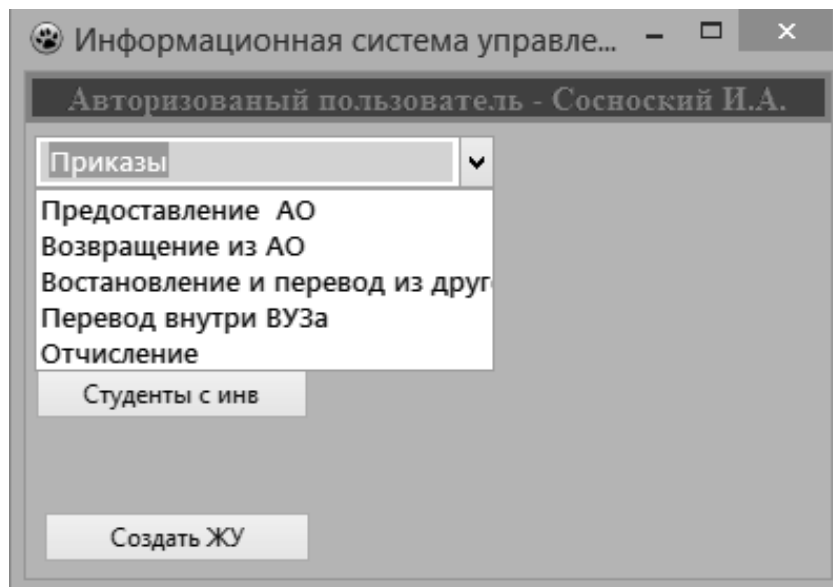 Информационная система управле...
Авторизованый пользователь - Сосноский И.А.
Приказы
Предоставление АО
Возвращение из АО
Востановление и перевод из друг
Перевод внутри ВУЗа
Отчисление
Студенты с инв
Создать ЖУ